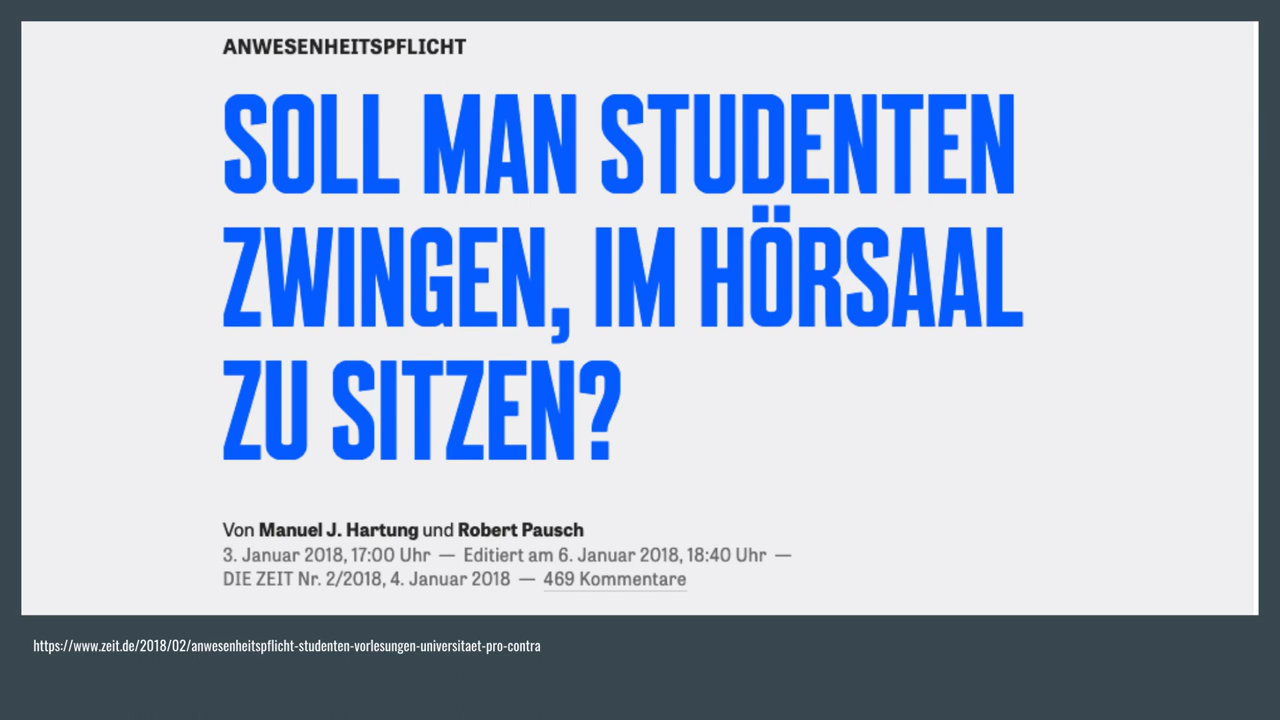 ANWESENHEITSPFLICHT
SOLL MAN STUDENTEN
ZWINGEN, IM HÖRSAAL
ZU SITZEN?
Von Manuel J. Hartung und Robert Pausch
3. Januar 2018, 17:00 Uhr — Editiert am 6. Januar 2018, 18:40 Uhr —
DIE ZEIT Nr. 2/2018, 4. Januar 2018 — 469 Kommentare
https://www.zeit.de/2018/02/anwesenheitspflicht-studenten-vorlesungen-universitaet-pro-contra